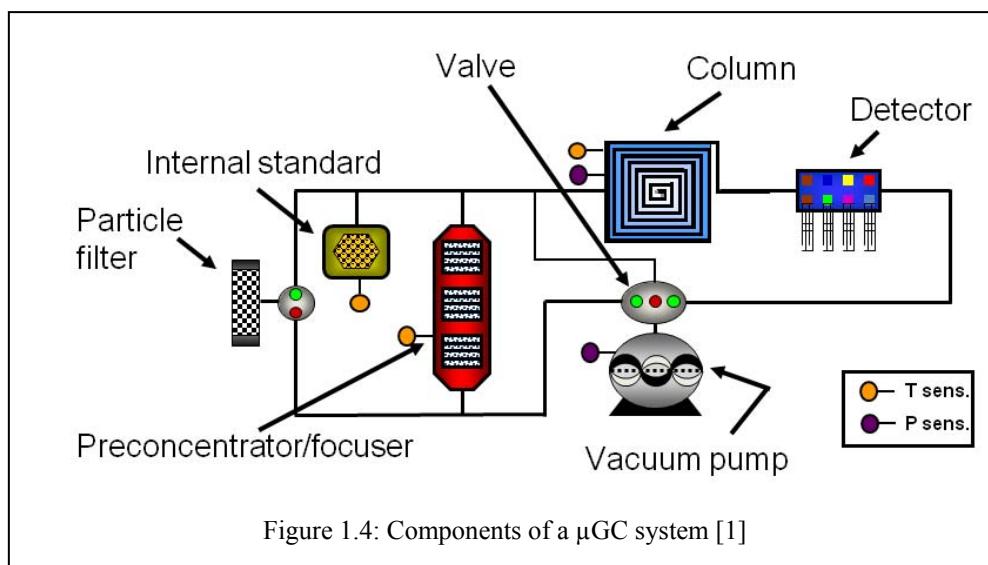 Valve
Column
Detector
Internal standard
Particle
filter
T sens.
P sens.
Preconcentrator/focuser
Vacuum pump
Figure 1.4: Components of a µGC system [1]